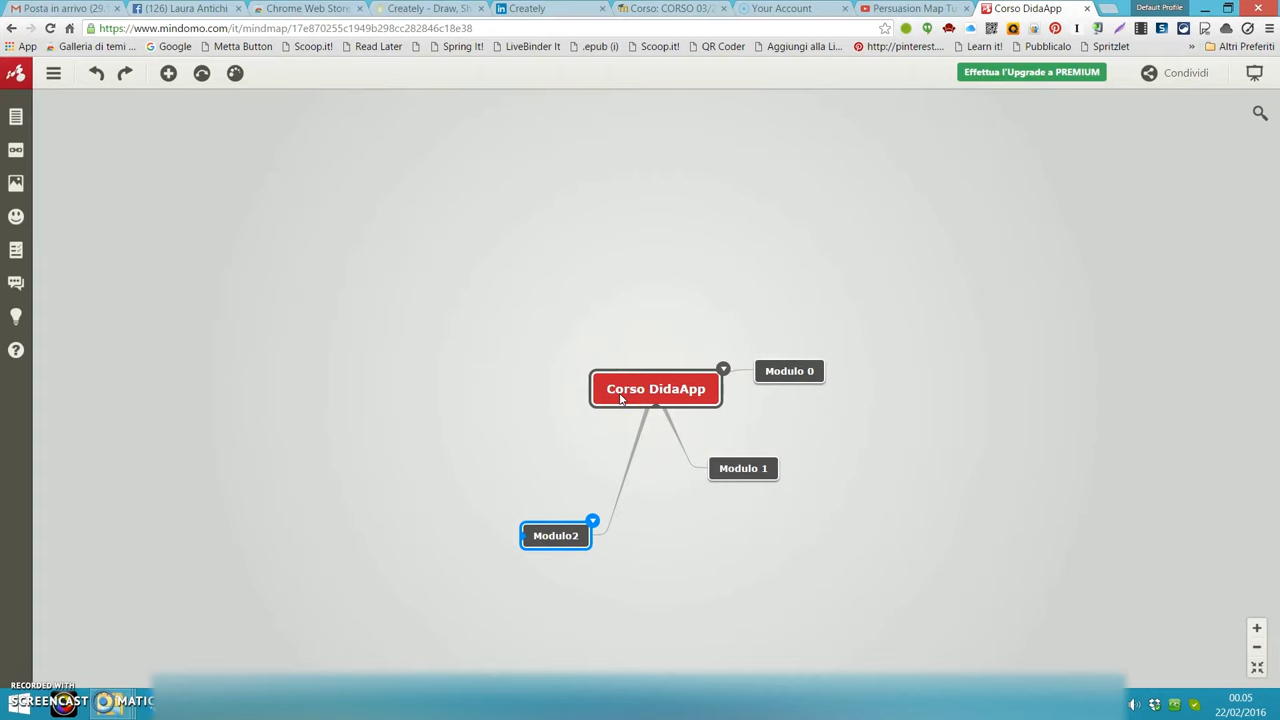 Posta in arrivo (29.1
(126) Laura Antichi
Chrome Web Store
Creately - Draw, Sh
Creately
Corso: CORSO 03/2
Your Account
Persuasion Map Tu
Corso DidaApp
Default Profile
https://www.mindomo.com/it/mindmap/17e870255c1949b298cc282846c18e38
App
Galleria di temi ...
Google
Metta Button
Scoop.it!
Read Later
Spring It!
LiveBinder It
.epub (i)
Scoop.it!
QR Coder
Aggiungi alla Li...
http://pinterest....
Learn it!
Pubblicalo
Spritzlet
»
Altri Preferiti
Effettua l'Upgrade a PREMIUM
Condividi
Corso DidaApp
Modulo 0
Modulo 1
Modulo2
RECORDED WITH
SCREENCAST MATIC
00.05
22/02/2016